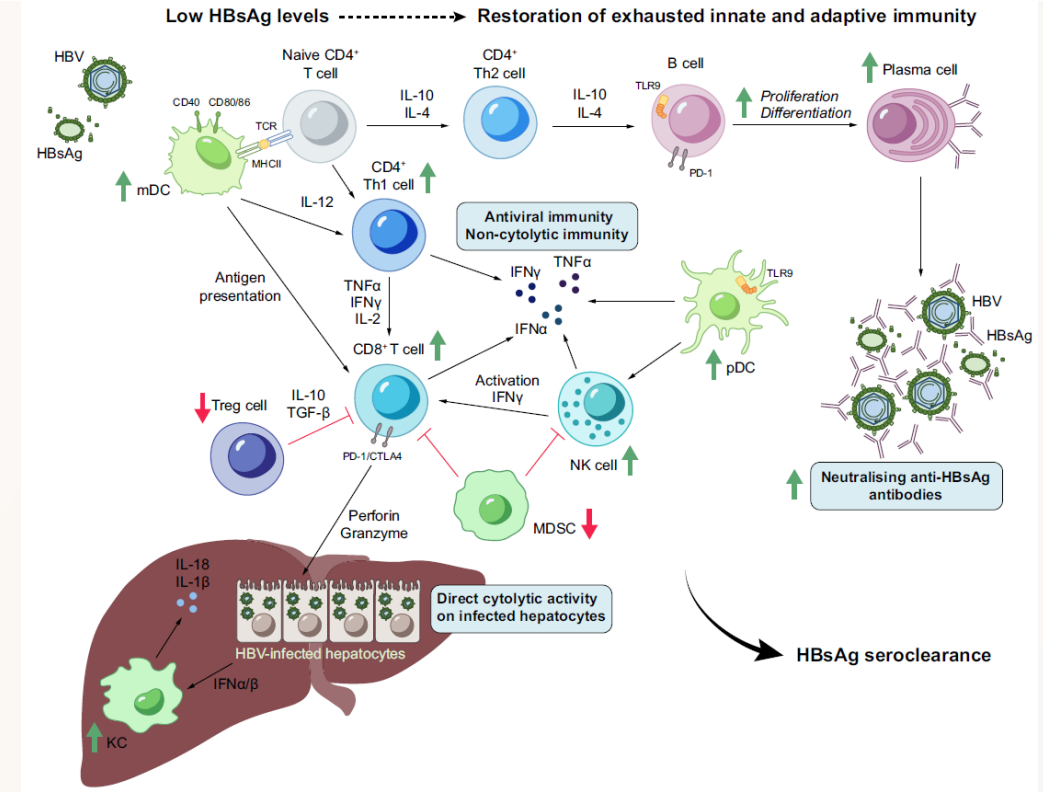 Low HBsAg levels
Restoration of exhausted innate and adaptive immunity
HBV
HBsAg
CD40
CD80/86
mDC
Naive CD4⁺
T cell
TCR
MHCII
IL-10
IL-4
CD4⁺
Th2 cell
IL-10
IL-4
B cell
TLR9
PD-1
Proliferation
Differentiation
Plasma cell
CD4⁺
Th1 cell
IL-12
Antigen
presentation
TNFα
IFNγ
IL-2
Antiviral immunity
Non-cytolytic immunity
IFNγ
TNFα
IFNα
TLR9
pDC
HBV
HBsAg
CD8⁺ T cell
Treg cell
IL-10
TGF-β
PD-1/CTLA4
Activation
IFNγ
NK cell
MDSC
Neutralising anti-HBsAg
antibodies
Perforin
Granzyme
IL-18
IL-1β
Direct cytolytic activity
on infected hepatocytes
HBV-infected hepatocytes
IFNα/β
KC
HBsAg seroclearance